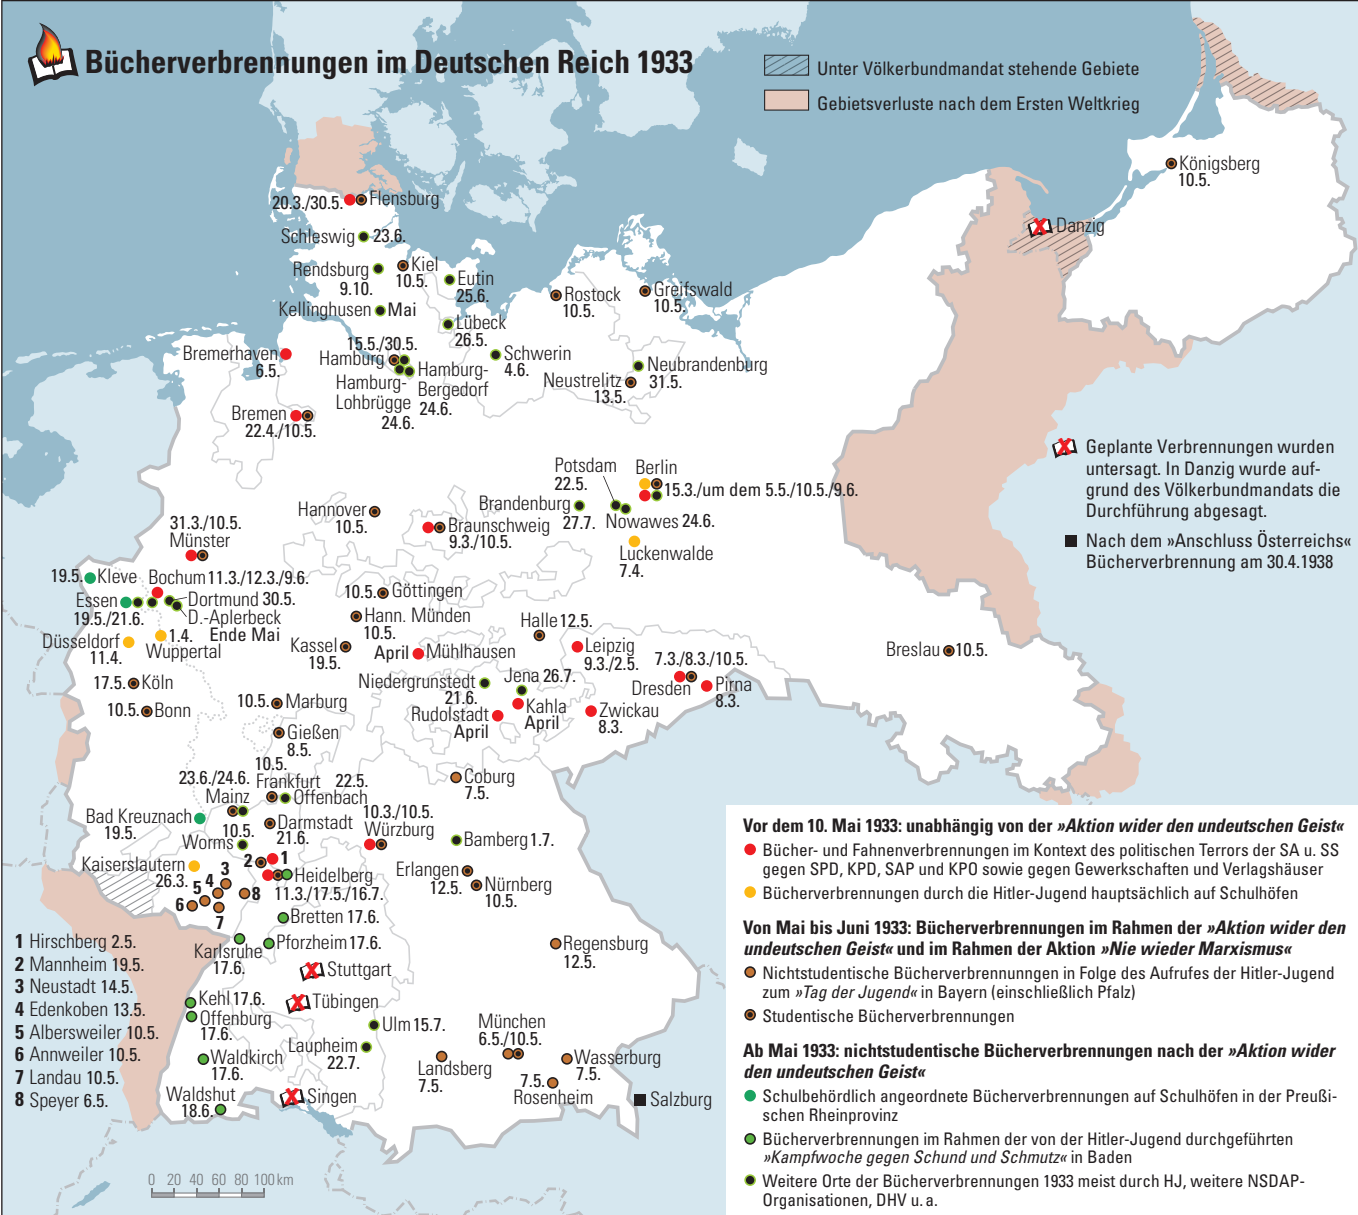 Bücherverbrennungen im Deutschen Reich 1933
Unter Völkerbundmandat stehende Gebiete
Gebietsverluste nach dem Ersten Weltkrieg
Königsberg
10.5.
Danzig
20.3./30.5. Flensburg
Schleswig 23.6.
Rendsburg
9.10.
Kiel
10.5.
Eutin
25.6.
Kellinghusen Mai
Lübeck
26.5.
Rostock
10.5.
Greifswald
10.5.
Bremerhaven
6.5.
15.5./30.5.
Hamburg
Hamburg-
Lohbrügge
24.6.
Hamburg-
Bergedorf
24.6.
Schwerin
4.6.
Neubrandenburg
31.5.
Neustrelitz
13.5.
Bremen
22.4./10.5.
Geplante Verbrennungen wurden
untersagt. In Danzig wurde auf-
grund des Völkerbundmandats die
Durchführung abgesagt.
Nach dem »Anschluss Österreichs«
Bücherverbrennung am 30.4.1938
Potsdam
22.5.
Berlin
15.3./um dem 5.5./10.5./9.6.
Brandenburg
27.7.
Nowawes 24.6.
Luckenwalde
7.4.
Hannover
10.5.
Braunschweig
9.3./10.5.
31.3./10.5.
Münster
19.5. Kleve
Bochum 11.3./12.3./9.6.
Essen
19.5./21.6.
Dortmund 30.5.
D.-Aplerbeck
Ende Mai
Düsseldorf
11.4.
1.4.
Wuppertal
10.5. Göttingen
Hann. Münden
10.5.
Kassel
19.5.
Halle 12.5.
Leipzig
9.3./2.5.
April Mühlhausen
7.3./8.3./10.5.
Dresden
Pirna
8.3.
Breslau 10.5.
17.5. Köln
10.5. Bonn
10.5. Marburg
Niedergrunstedt
21.6.
Jena 26.7.
Rudolstadt
April
Kahla
April
Zwickau
8.3.
Gießen
8.5.
10.5.
Frankfurt
22.5.
Offenbach
23.6./24.6.
Mainz
Coburg
7.5.
Bad Kreuznach
19.5.
10.5.
Worms
Darmstadt
21.6.
10.3./10.5.
Würzburg
Bamberg 1.7.
Kaiserslautern
26.3.
1
2
3
4
5
6
7
8
Heidelberg
11.3./17.5./16.7.
Erlangen
12.5.
Nürnberg
10.5.
Bretten 17.6.
Karlsruhe
17.6.
Pforzheim 17.6.
Regensburg
12.5.
Stuttgart
Tübingen
Kehl 17.6.
Offenburg
17.6.
Ulm 15.7.
Laupheim
22.7.
München
6.5./10.5.
Landsberg
7.5.
Wasserburg
7.5.
7.5.
Rosenheim
Waldkirch
17.6.
Waldshut
18.6.
Singen
Salzburg
1 Hirschberg 2.5.
2 Mannheim 19.5.
3 Neustadt 14.5.
4 Edenkoben 13.5.
5 Albersweiler 10.5.
6 Annweiler 10.5.
7 Landau 10.5.
8 Speyer 6.5.
0 20 40 60 80 100 km
Vor dem 10. Mai 1933: unabhängig von der »Aktion wider den undeutschen Geist«
Bücher- und Fahnenverbrennungen im Kontext des politischen Terrors der SA u. SS
gegen SPD, KPD, SAP und KPO sowie gegen Gewerkschaften und Verlagshäuser
Bücherverbrennungen durch die Hitler-Jugend hauptsächlich auf Schulhöfen
Von Mai bis Juni 1933: Bücherverbrennungen im Rahmen der »Aktion wider den
undeutschen Geist« und im Rahmen der Aktion »Nie wieder Marxismus«
Nichtstudentische Bücherverbrennnungen in Folge des Aufrufes der Hitler-Jugend
zum »Tag der Jugend« in Bayern (einschließlich Pfalz)
Studentische Bücherverbrennungen
Ab Mai 1933: nichtstudentische Bücherverbrennungen nach der »Aktion wider
den undeutschen Geist«
Schulbehördlich angeordnete Bücherverbrennungen auf Schulhöfen in der Preußi-
schen Rheinprovinz
Bücherverbrennungen im Rahmen der von der Hitler-Jugend durchgeführten
»Kampfwoche gegen Schund und Schmutz« in Baden
Weitere Orte der Bücherverbrennungen 1933 meist durch HJ, weitere NSDAP-
Organisationen, DHV u. a.